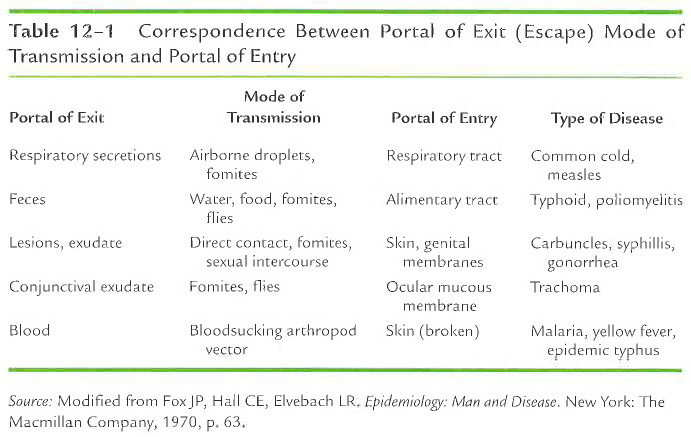 Table 12–1 Correspondence Between Portal of Exit (Escape) Mode of
Transmission and Portal of Entry
Portal of Exit Mode of Transmission Portal of Entry Type of Disease
Respiratory secretions Airborne droplets, Respiratory tract Common cold,
fomites measles
Feces Water, food, fomites, Alimentary tract Typhoid, poliomyelitis
flies
Lesions, exudate Direct contact, fomites, Skin, genital Carbuncles, syphillis,
sexual intercourse membranes gonorrhea
Conjunctival exudate Fomites, flies Ocular mucous Trachoma
membrane
Blood Bloodsucking arthropod Skin (broken) Malaria, yellow fever,
vector epidemic typhus
Source: Modified from Fox JP, Hall CE, Elvebach LR. Epidemiology: Man and Disease. New York: The
Macmillan Company, 1970, p. 63.